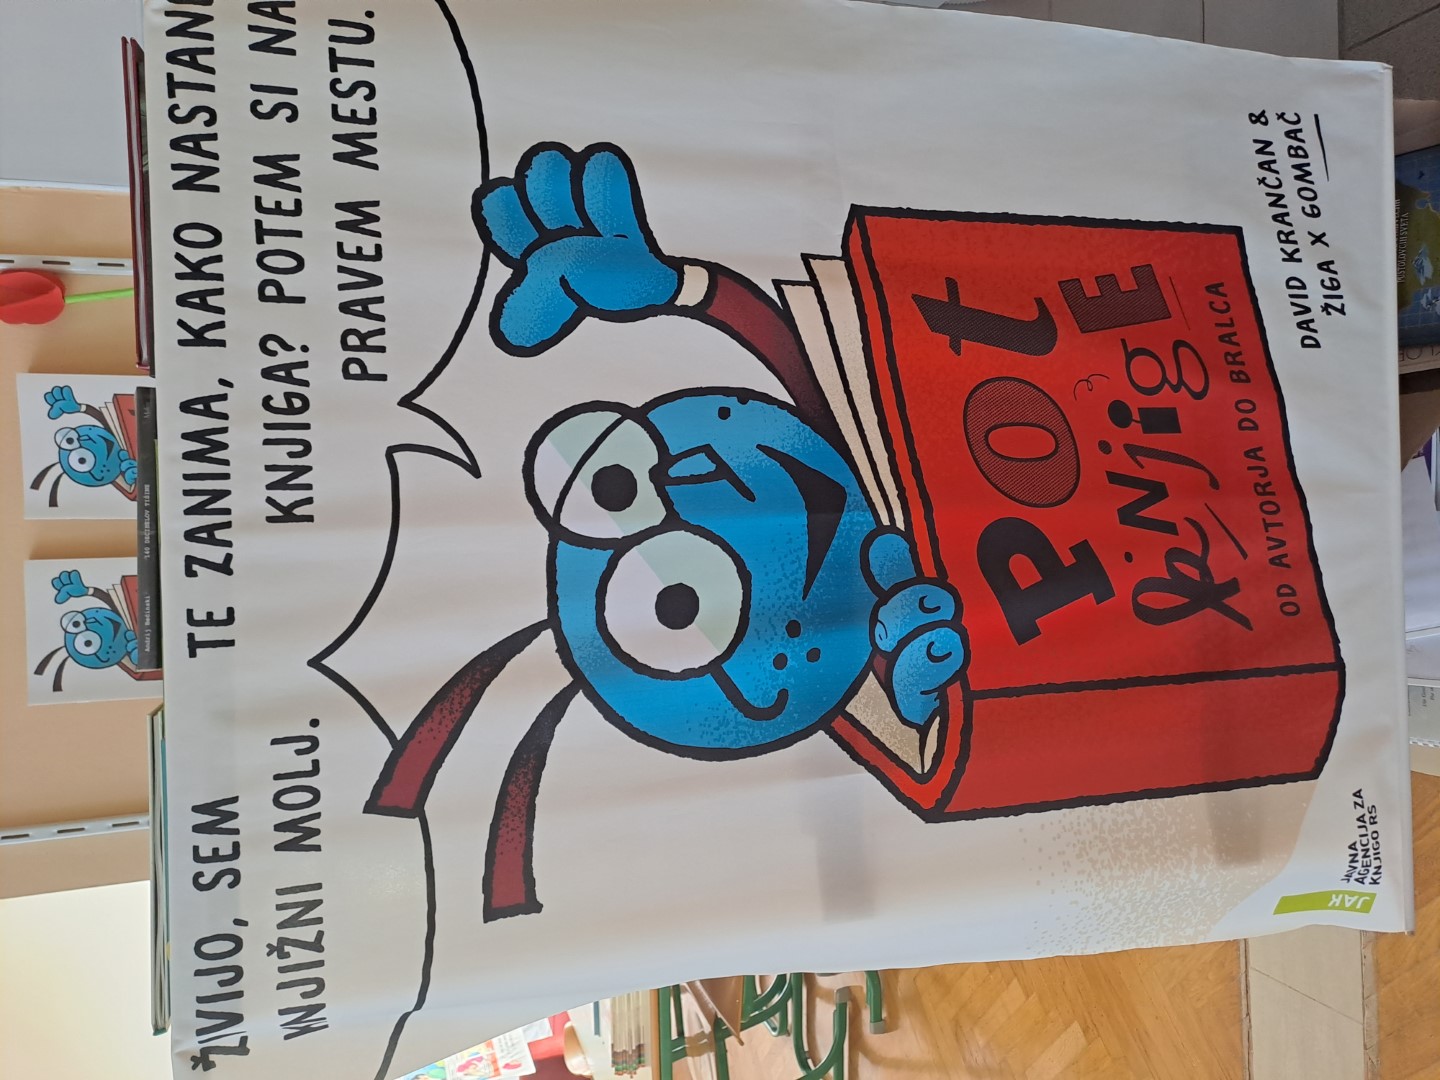 ŽIVIJO, SEM
KNJIŽNI MOLJ.
TE ZANIMA, KAKO NASTANE
KNJIGA? POTEM SI NA
PRAVEM MESTU.
POt
kNJigE
OD AVTORJA DO BRALCA
DAVID KRANČAN &
ŽIGA X GOMBAČ
JAK
JAVNA
AGENCIJA ZA
KNJIGO RS